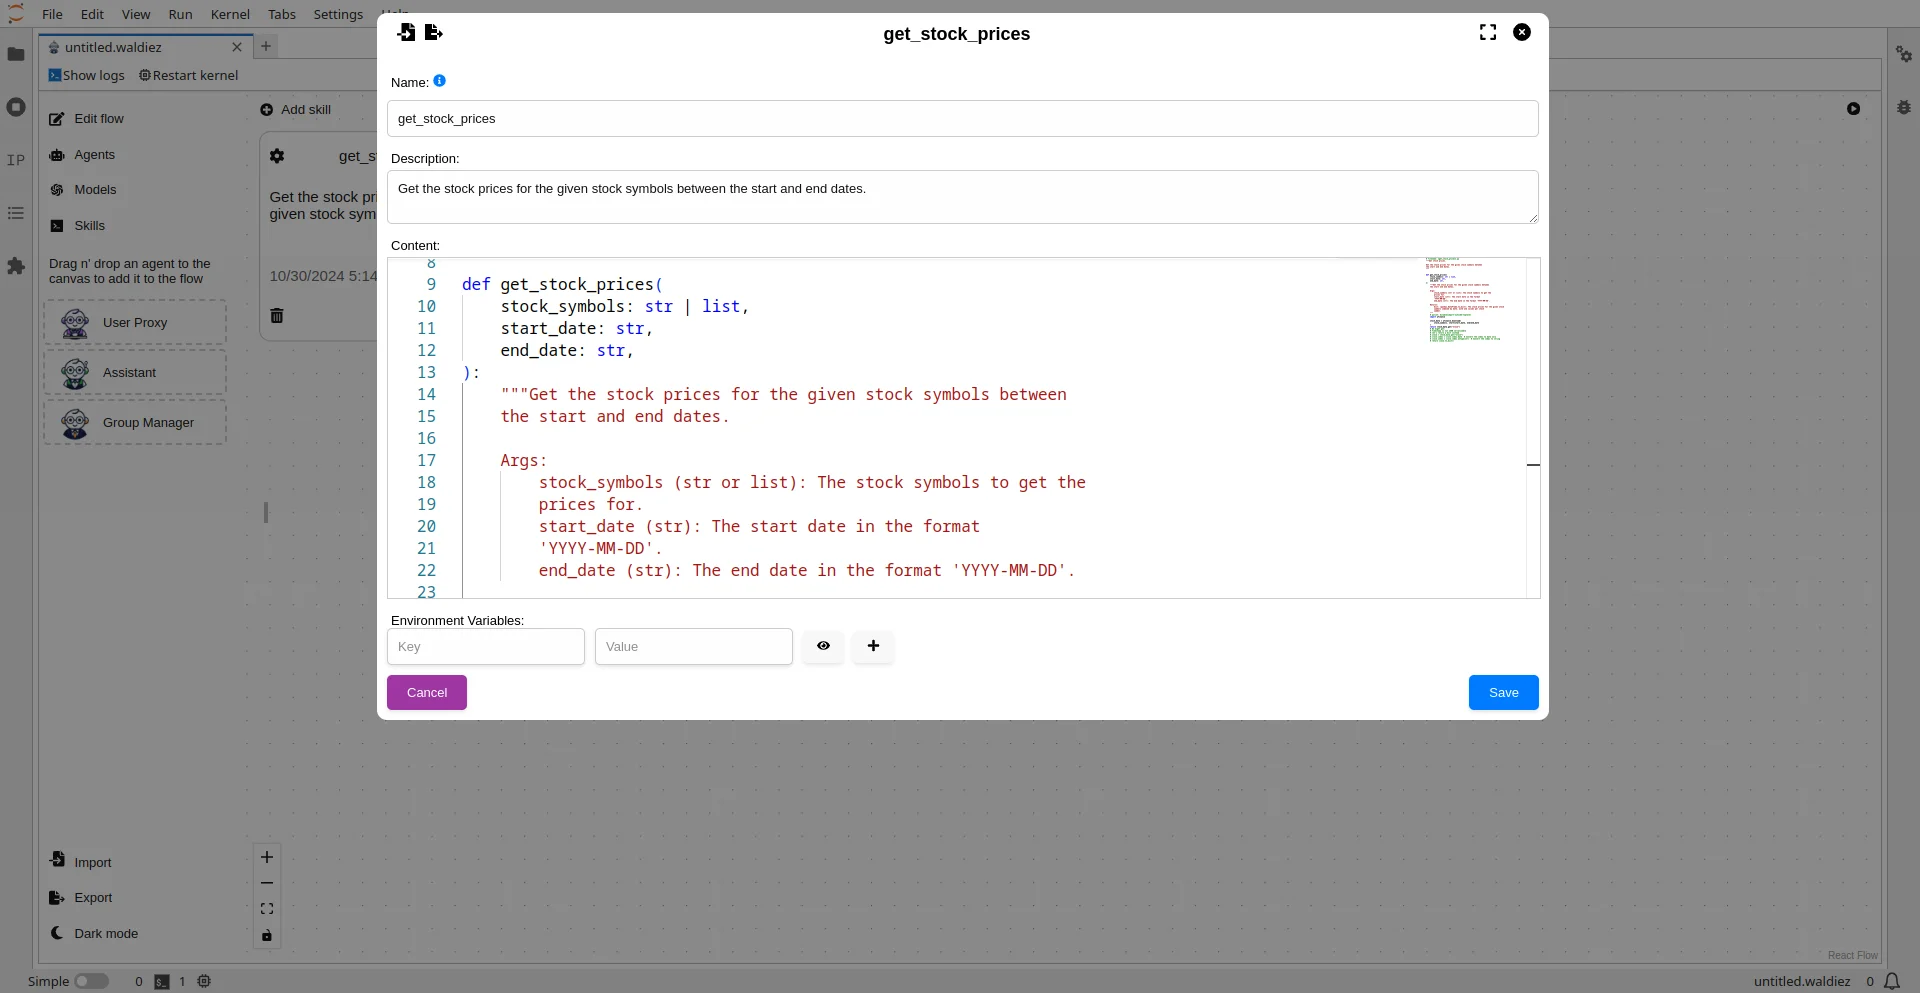 File Edit View Run Kernel Tabs Settings Help
untitled.waldiez
Show logs Restart kernel
Edit flow
Agents
Models
Skills
Drag n' drop an agent to the
canvas to add it to the flow
User Proxy
Assistant
Group Manager
Import
Export
Dark mode
Add skill
get_s
Get the stock pri
given stock sym
10/30/2024 5:14
get_stock_prices
Name:
get_stock_prices
Description:
Get the stock prices for the given stock symbols between the start and end dates.
Content:
8
9 def get_stock_prices(
10 stock_symbols: str | list,
11 start_date: str,
12 end_date: str,
13 ):
14 """Get the stock prices for the given stock symbols between
15 the start and end dates.
16
17 Args:
18 stock_symbols (str or list): The stock symbols to get the
19 prices for.
20 start_date (str): The start date in the format
21 'YYYY-MM-DD'.
22 end_date (str): The end date in the format 'YYYY-MM-DD'.
23
Environment Variables:
Key Value
Cancel Save
IP
React Flow
Simple 0 1 untitled.waldiez 0